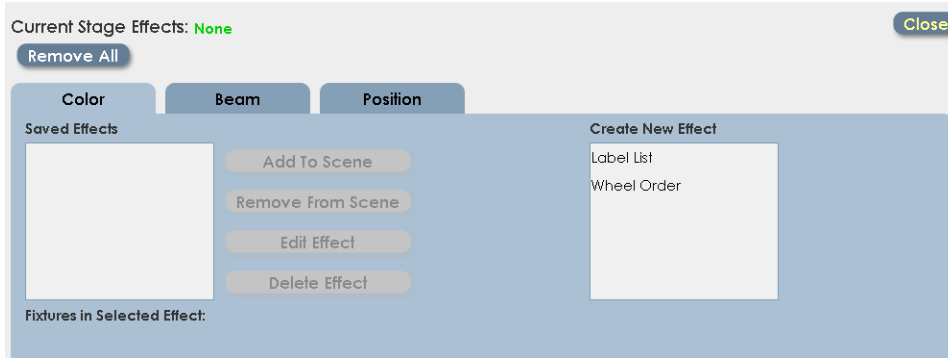 Current Stage Effects: None
Close
Remove All
Color Beam Position
Saved Effects
Create New Effect
Label List
Add To Scene
Wheel Order
Remove From Scene
Edit Effect
Delete Effect
Fixtures in Selected Effect: